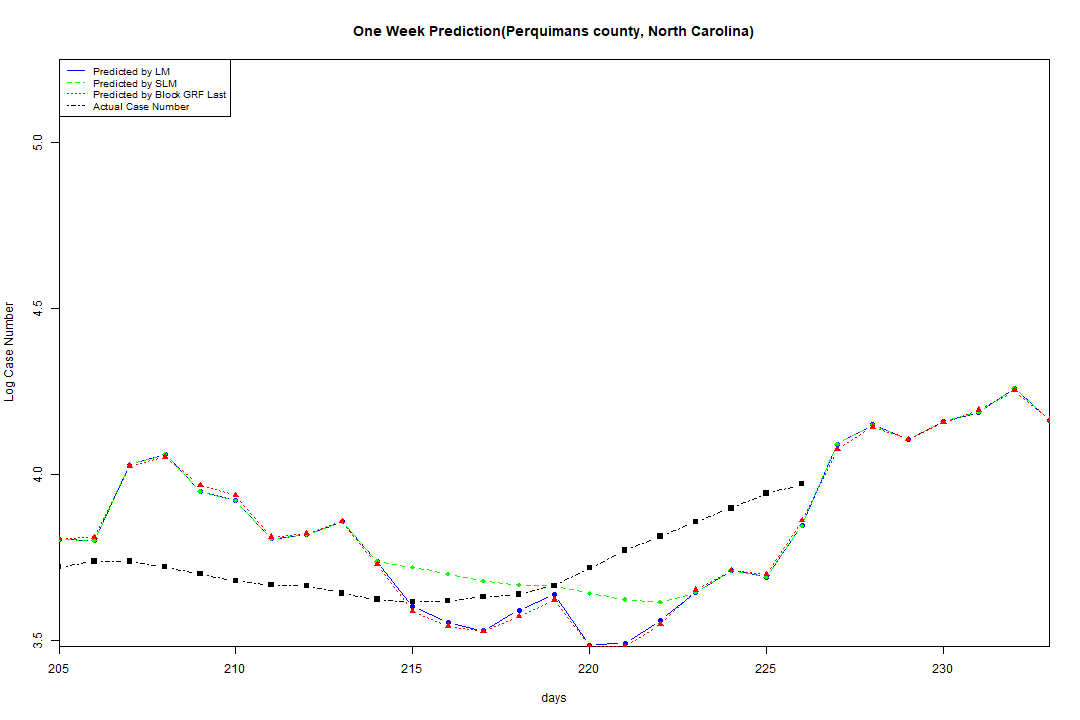 One Week Prediction(Perquimans county, North Carolina)
Predicted by LM
Predicted by SLM
Predicted by Block GRF Last
Actual Case Number
5.0
4.5
4.0
3.5
Log Case Number
205 210 215 220 225 230
days